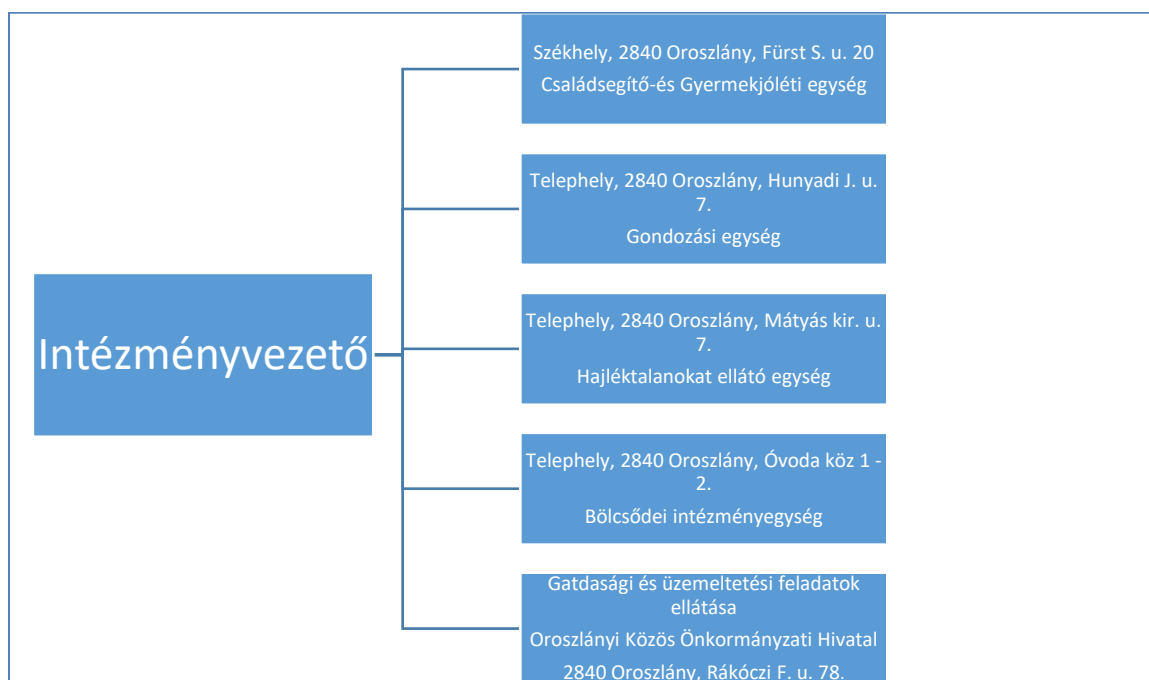 Intézményvezető
Székhely, 2840 Oroszlány, Fürst S. u. 20
Családsegítő-és Gyermekjóléti egység
Telephely, 2840 Oroszlány, Hunyadi J. u.
7.
Gondozási egység
Telephely, 2840 Oroszlány, Mátyás kir. u.
7.
Hajléktalanokat ellátó egység
Telephely, 2840 Oroszlány, Óvoda köz 1 -
2.
Bölcsődei intézményegység
Gatdasági és üzemeltetési feladatok
ellátása
Oroszlányi Közös Önkormányzati Hivatal
2840 Oroszlány, Rákóczi F. u. 78.